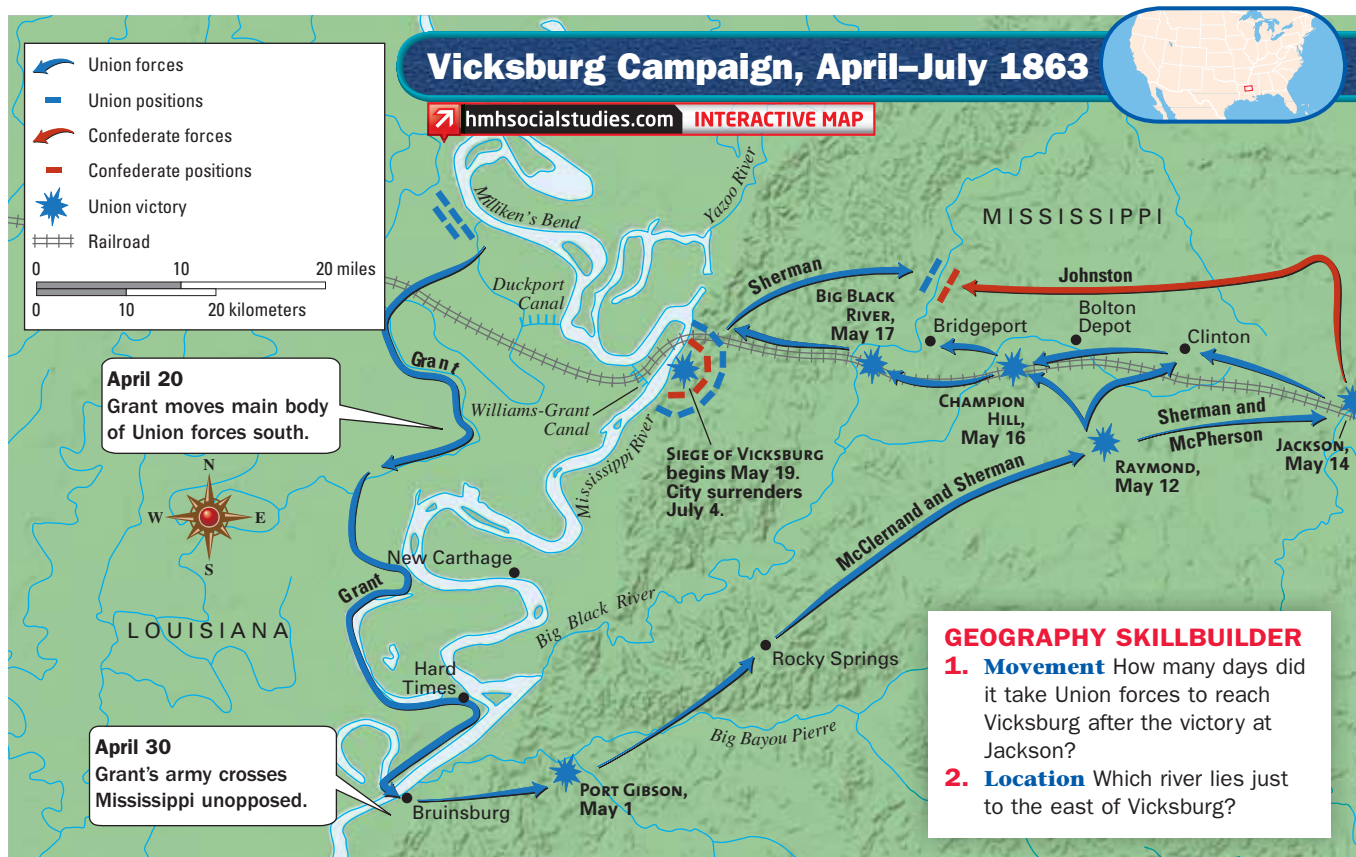 Vicksburg Campaign, April–July 1863
hmhsocialstudies.com INTERACTIVE MAP
Union forces
Union positions
Confederate forces
Confederate positions
Union victory
Railroad
0 10 20 miles
0 10 20 kilometers
Milliken's Bend
Yazoo River
MISSISSIPPI
Duckport
Canal
Sherman
Johnston
BIG BLACK
RIVER,
May 17
Bridgeport
Bolton
Depot
Clinton
Grant
April 20
Grant moves main body
of Union forces south.
Williams-Grant
Canal
Mississippi River
SIEGE OF VICKSBURG
begins May 19.
City surrenders
July 4.
CHAMPION
HILL,
May 16
Sherman and
McPherson
JACKSON,
May 14
RAYMOND,
May 12
McClernand and Sherman
N
W E
S
New Carthage
Grant
Big Black River
LOUISIANA
Hard
Times
Rocky Springs
Big Bayou Pierre
April 30
Grant's army crosses
Mississippi unopposed.
Bruinsburg
PORT GIBSON,
May 1
GEOGRAPHY SKILLBUILDER
1. Movement How many days did
it take Union forces to reach
Vicksburg after the victory at
Jackson?
2. Location Which river lies just
to the east of Vicksburg?